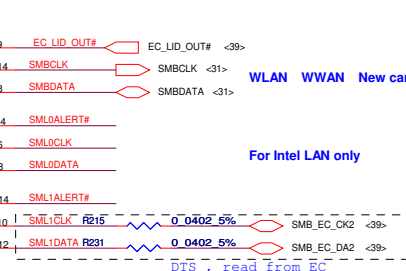 EC_LID_OUT# EC_LID_OUT# <39>
SMBCLK SMBCLK <31>
SMBDATA SMBDATA <31>
WLAN WWAN New
SML0ALERT#
SML0CLK
For Intel LAN only
SML0DATA
SML1ALERT#
SML1CLK R215 0_0402_5% SMB_EC_CK2 <39>
SML1DATA R231 0_0402_5% SMB_EC_DA2 <39>
DTS , read from EC